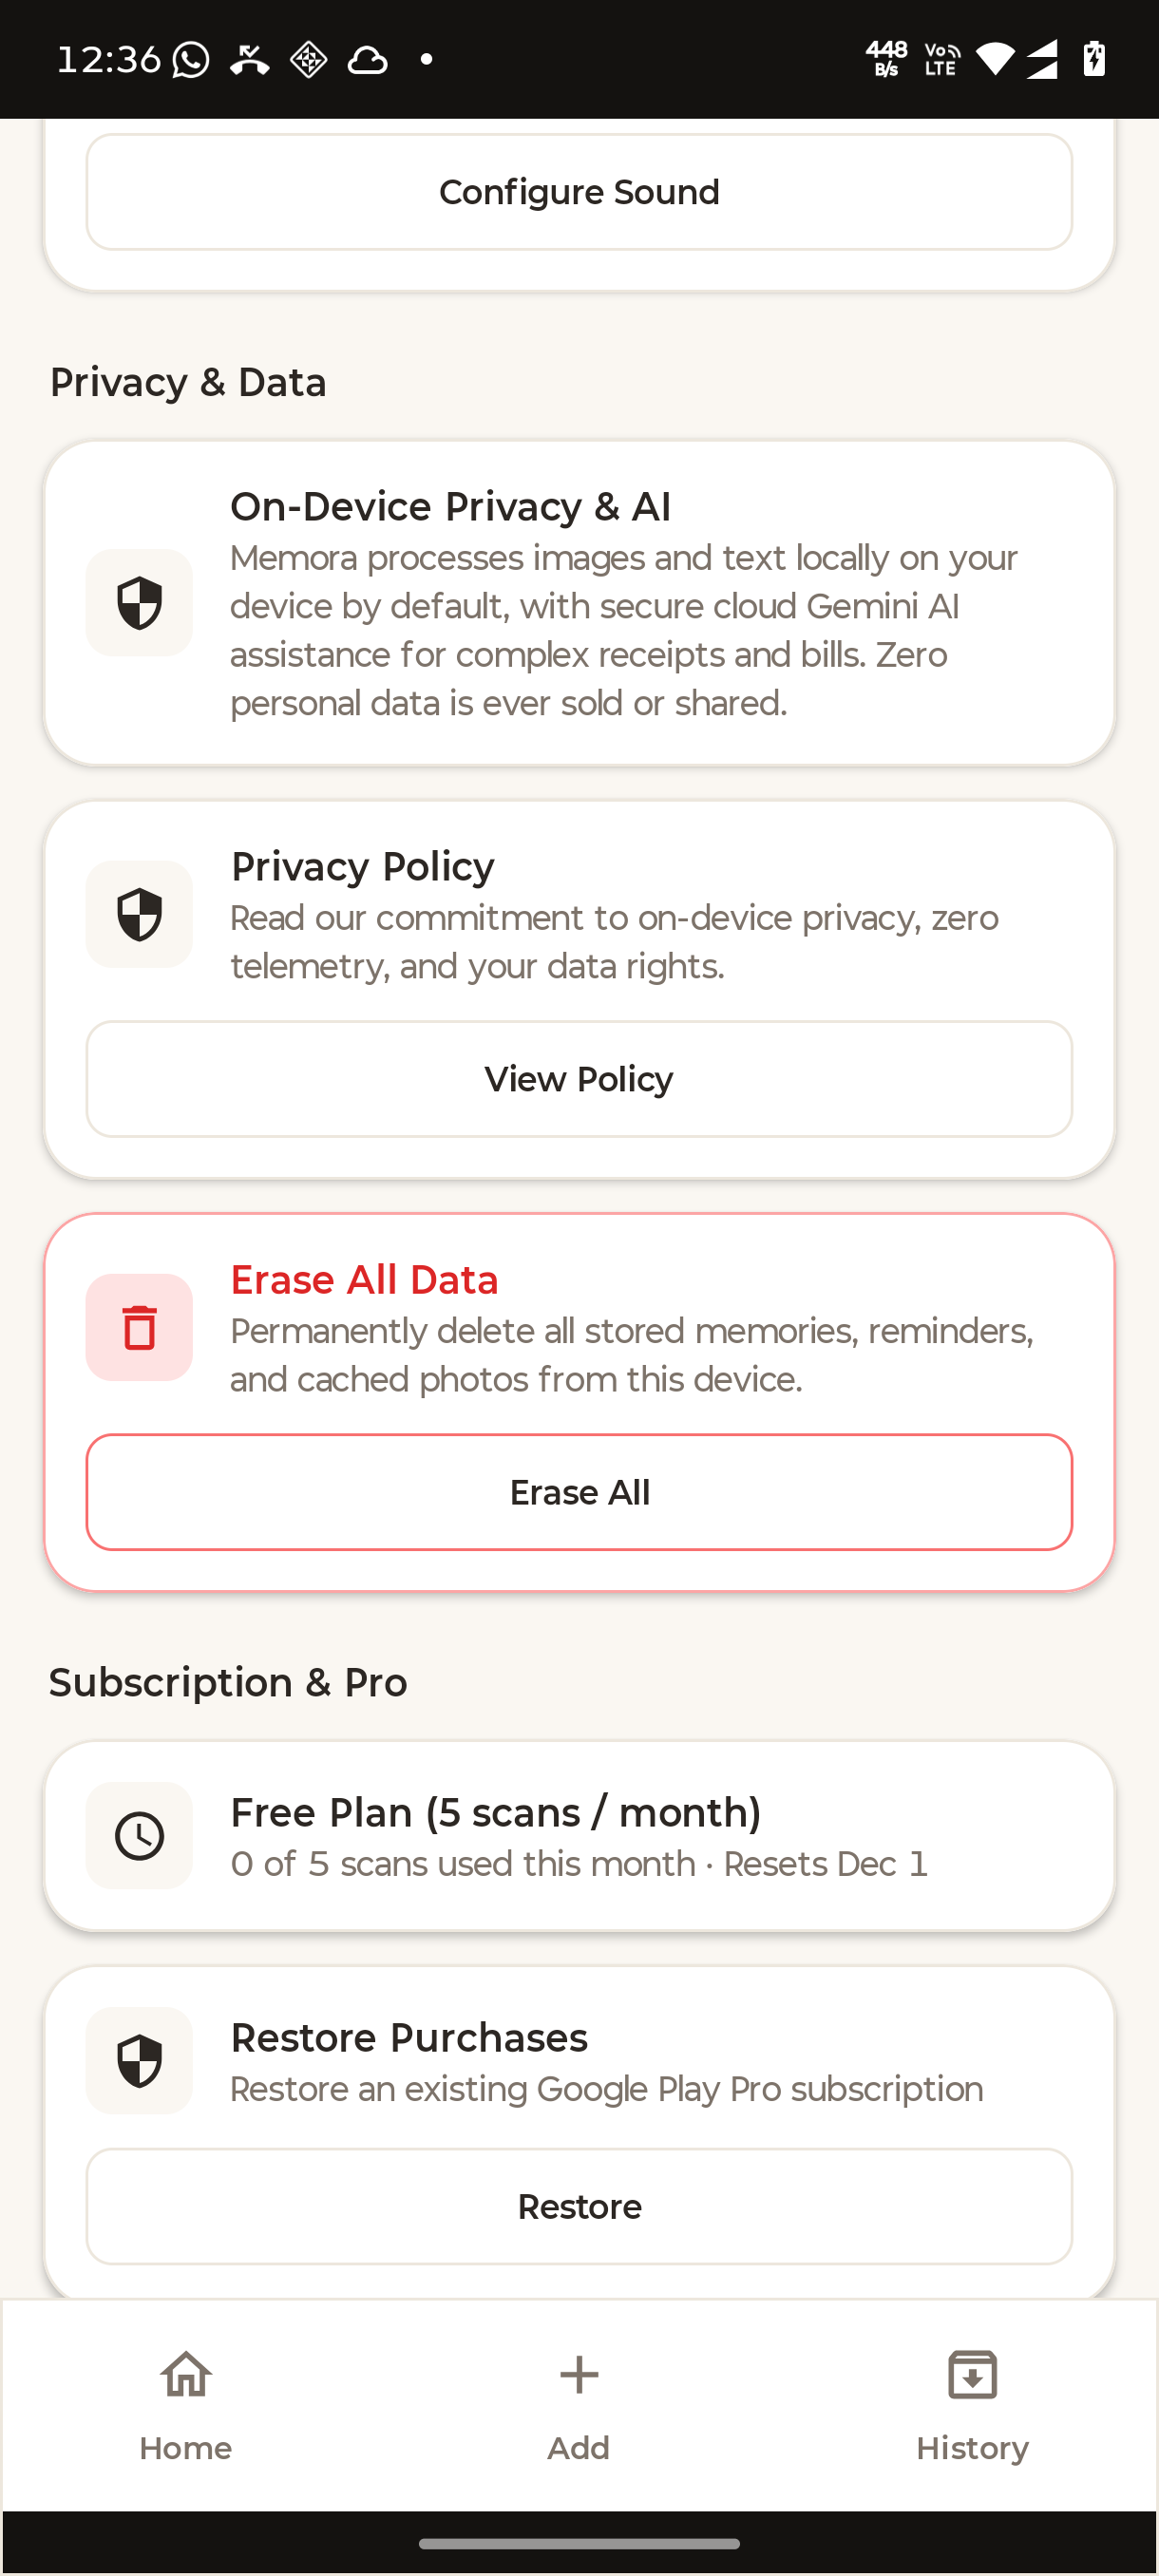 12:36
448 B/s
Vo LTE
Configure Sound
Privacy & Data
On-Device Privacy & AI
Memora processes images and text locally on your
device by default, with secure cloud Gemini AI
assistance for complex receipts and bills. Zero
personal data is ever sold or shared.
Privacy Policy
Read our commitment to on-device privacy, zero
telemetry, and your data rights.
View Policy
Erase All Data
Permanently delete all stored memories, reminders,
and cached photos from this device.
Erase All
Subscription & Pro
Free Plan (5 scans / month)
0 of 5 scans used this month · Resets Dec 1
Restore Purchases
Restore an existing Google Play Pro subscription
Restore
Home
Add
History